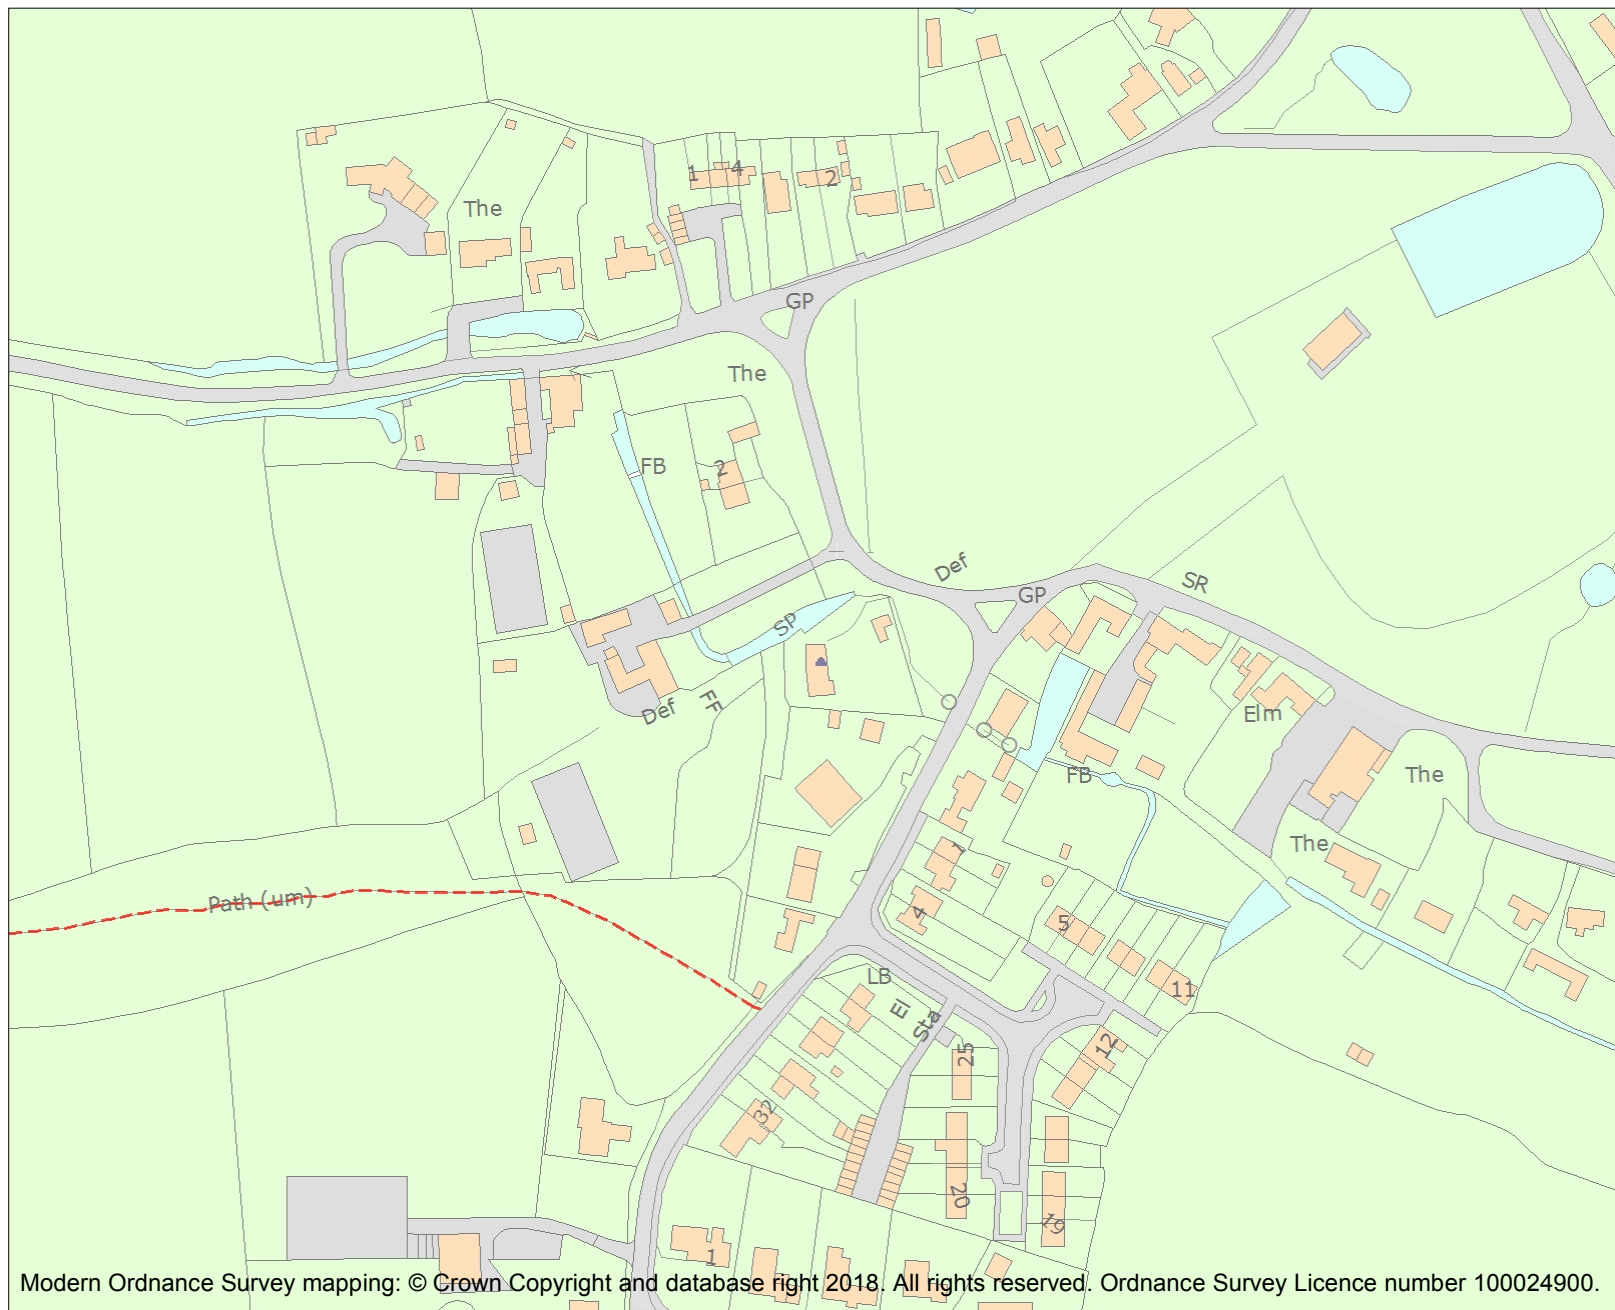 1
4
2
The
GP
The
FB
2
Def
SR
GP
SP
FF
Def
Elm
FB
The
The
1
Path (um)
4
5
LB
El
Sta
11
25
12
32
20
19
1
Modern Ordnance Survey mapping: © Crown Copyright and database right 2018. All rights reserved. Ordnance Survey Licence number 100024900.